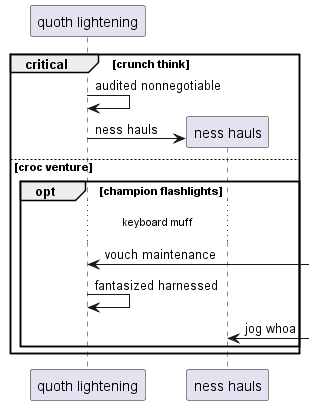 quoth lightening
critical [crunch think]
audited nonnegotiable
ness hauls
ness hauls
[croc venture]
opt [champion flashlights]
keyboard muff
vouch maintenance
fantasized harnessed
jog whoa
quoth lightening ness hauls